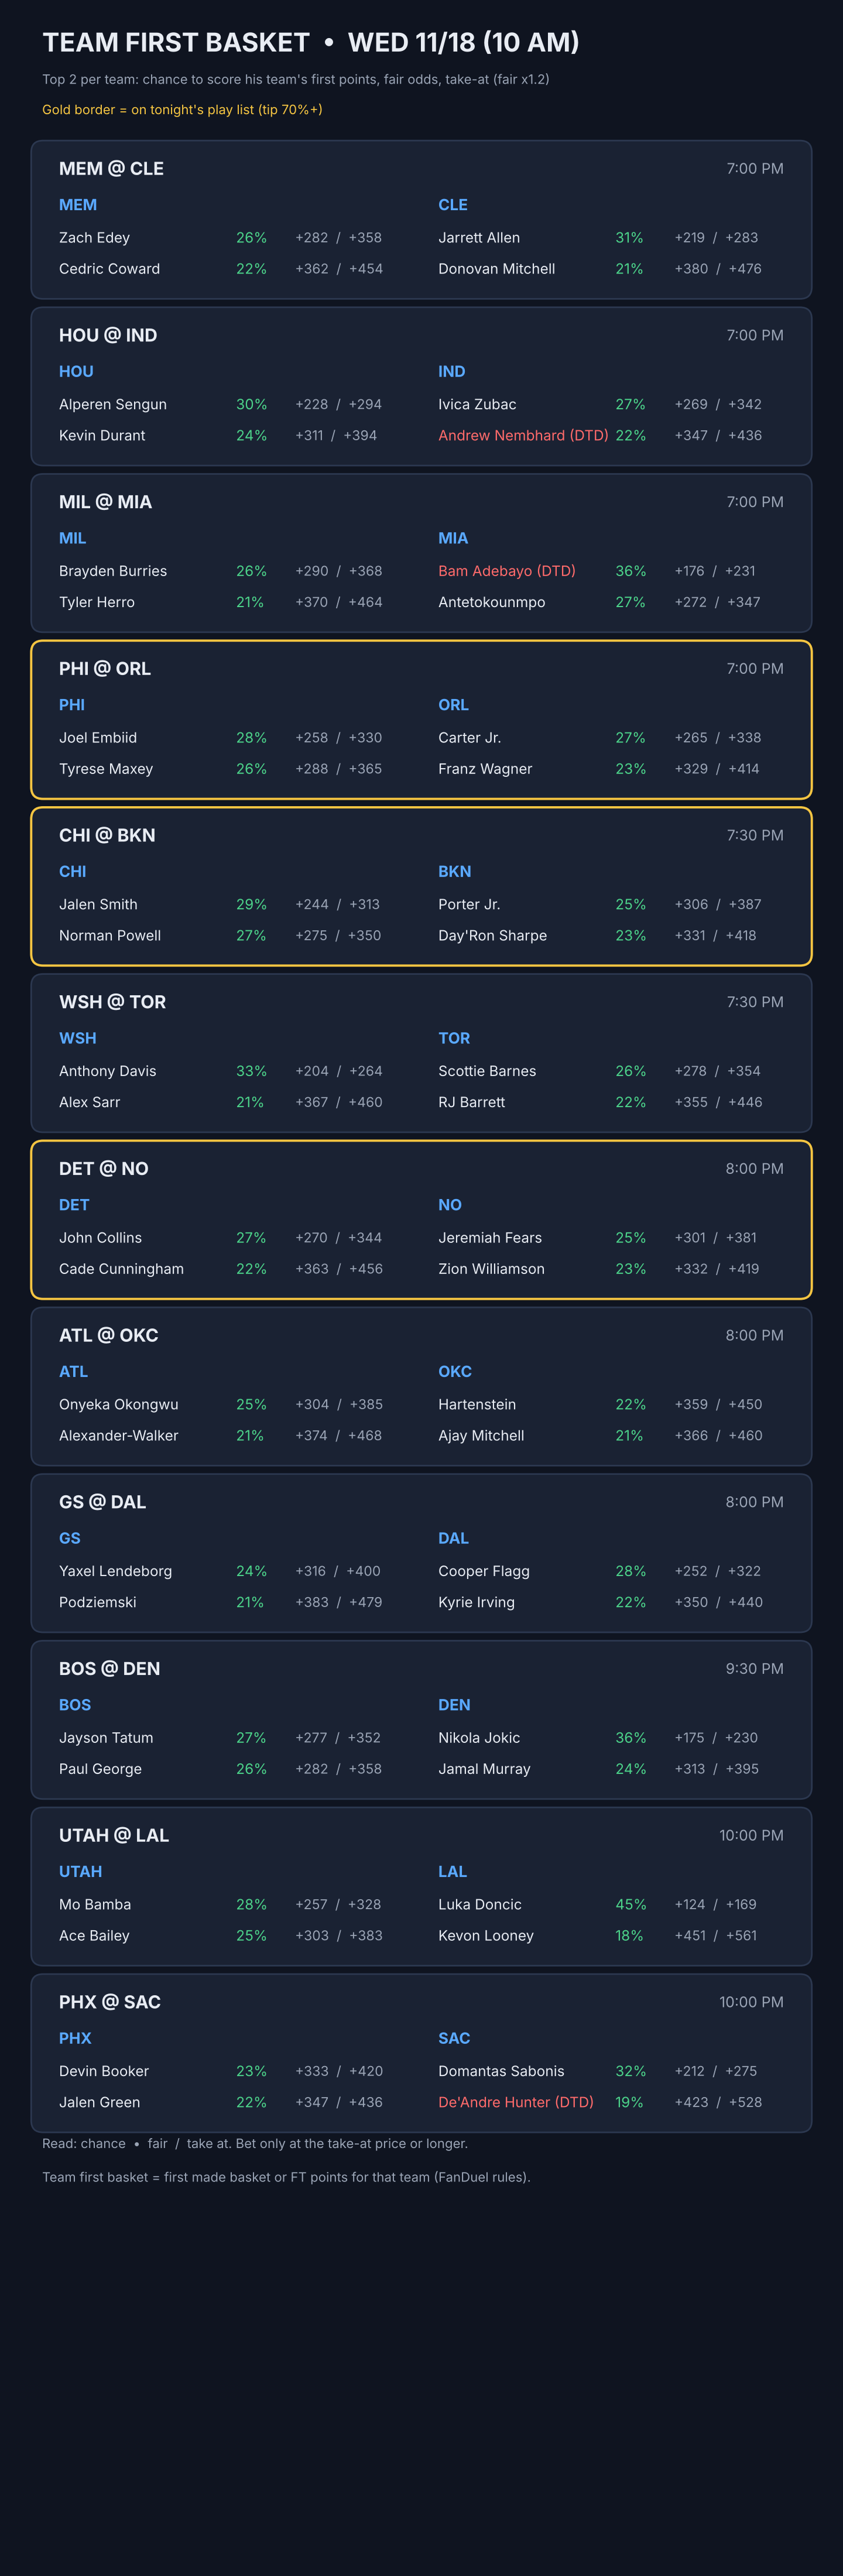 TEAM FIRST BASKET • WED 11/18 (10 AM)
Top 2 per team: chance to score his team's first points, fair odds, take-at (fair x1.2)
Gold border = on tonight's play list (tip 70%+)
MEM @ CLE 7:00 PM
MEM CLE
Zach Edey 26% +282 / +358 Jarrett Allen 31% +219 / +283
Cedric Coward 22% +362 / +454 Donovan Mitchell 21% +380 / +476
HOU @ IND 7:00 PM
HOU IND
Alperen Sengun 30% +228 / +294 Ivica Zubac 27% +269 / +342
Kevin Durant 24% +311 / +394 Andrew Nembhard (DTD) 22% +347 / +436
MIL @ MIA 7:00 PM
MIL MIA
Brayden Burries 26% +290 / +368 Bam Adebayo (DTD) 36% +176 / +231
Tyler Herro 21% +370 / +464 Antetokounmpo 27% +272 / +347
PHI @ ORL 7:00 PM
PHI ORL
Joel Embiid 28% +258 / +330 Carter Jr. 27% +265 / +338
Tyrese Maxey 26% +288 / +365 Franz Wagner 23% +329 / +414
CHI @ BKN 7:30 PM
CHI BKN
Jalen Smith 29% +244 / +313 Porter Jr. 25% +306 / +387
Norman Powell 27% +275 / +350 Day'Ron Sharpe 23% +331 / +418
WSH @ TOR 7:30 PM
WSH TOR
Anthony Davis 33% +204 / +264 Scottie Barnes 26% +278 / +354
Alex Sarr 21% +367 / +460 RJ Barrett 22% +355 / +446
DET @ NO 8:00 PM
DET NO
John Collins 27% +270 / +344 Jeremiah Fears 25% +301 / +381
Cade Cunningham 22% +363 / +456 Zion Williamson 23% +332 / +419
ATL @ OKC 8:00 PM
ATL OKC
Onyeka Okongwu 25% +304 / +385 Hartenstein 22% +359 / +450
Alexander-Walker 21% +374 / +468 Ajay Mitchell 21% +366 / +460
GS @ DAL 8:00 PM
GS DAL
Yaxel Lendeborg 24% +316 / +400 Cooper Flagg 28% +252 / +322
Podziemski 21% +383 / +479 Kyrie Irving 22% +350 / +440
BOS @ DEN 9:30 PM
BOS DEN
Jayson Tatum 27% +277 / +352 Nikola Jokic 36% +175 / +230
Paul George 26% +282 / +358 Jamal Murray 24% +313 / +395
UTAH @ LAL 10:00 PM
UTAH LAL
Mo Bamba 28% +257 / +328 Luka Doncic 45% +124 / +169
Ace Bailey 25% +303 / +383 Kevon Looney 18% +451 / +561
PHX @ SAC 10:00 PM
PHX SAC
Devin Booker 23% +333 / +420 Domantas Sabonis 32% +212 / +275
Jalen Green 22% +347 / +436 De'Andre Hunter (DTD) 19% +423 / +528
Read: chance • fair / take at. Bet only at the take-at price or longer.
Team first basket = first made basket or FT points for that team (FanDuel rules).